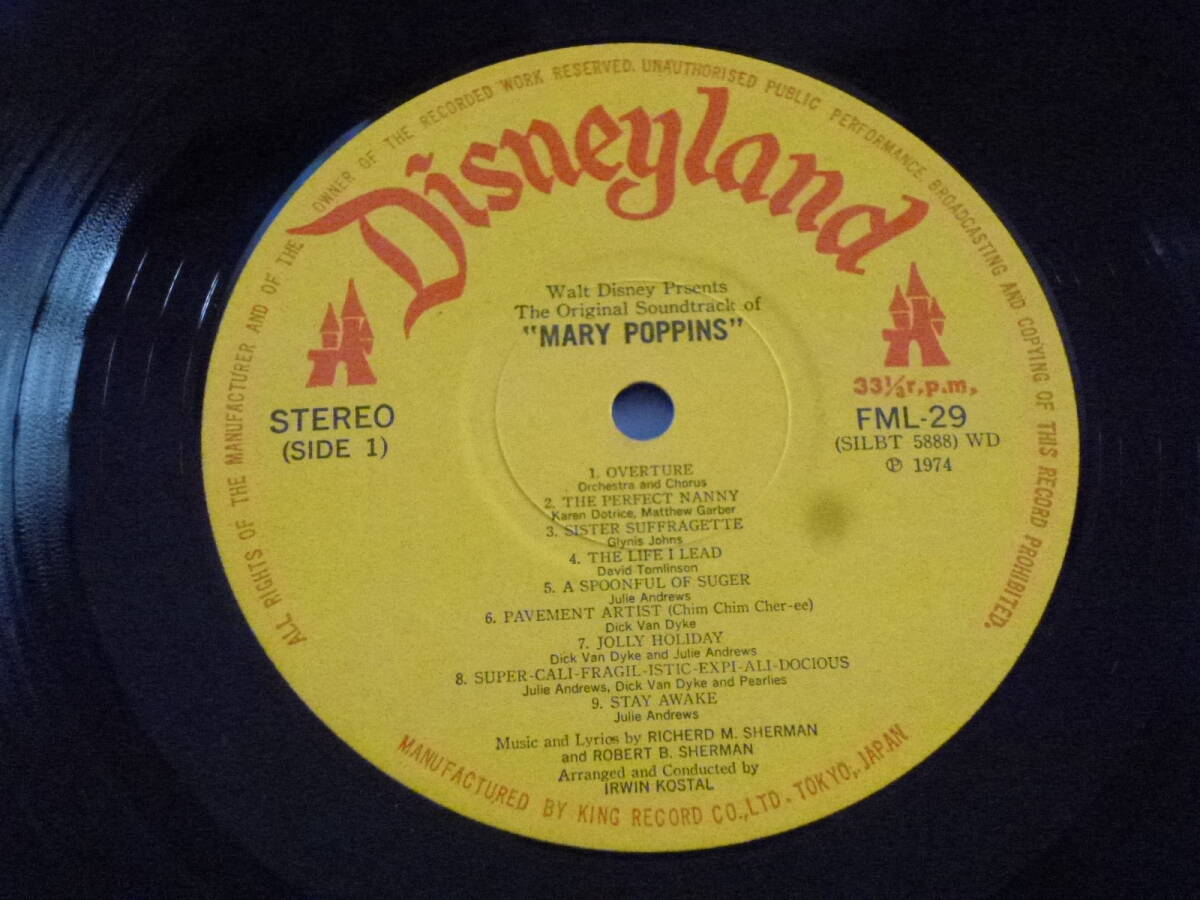 ALL RIGHTS OF THE MANUFACTURER AND OF THE OWNER OF THE RECORDED WORK RESERVED. UNAUTHORISED PUBLIC PERFORMANCE, BROADCASTING AND COPYING OF THIS RECORD PROHIBITED.
Disneyland
Walt Disney Prsents
The Original Soundtrack of
"MARY POPPINS"
STEREO
(SIDE 1)
33⅓r.p.m.
FML-29
(SILBT 5888) WD
℗ 1974
1. OVERTURE
Orchestra and Chorus
2. THE PERFECT NANNY
Karen Dotrice, Matthew Garber
3. SISTER SUFFRAGETTE
Glynis Johns
4. THE LIFE I LEAD
David Tomlinson
5. A SPOONFUL OF SUGER
Julie Andrews
6. PAVEMENT ARTIST (Chim Chim Cher-ee)
Dick Van Dyke
7. JOLLY HOLIDAY
Dick Van Dyke and Julie Andrews
8. SUPER-CALI-FRAGIL-ISTIC-EXPI-ALI-DOCIOUS
Julie Andrews, Dick Van Dyke and Pearlies
9. STAY AWAKE
Julie Andrews
Music and Lyrics by RICHERD M. SHERMAN
and ROBERT B. SHERMAN
Arranged and Conducted by
IRWIN KOSTAL
MANUFACTURED BY KING RECORD CO.,LTD. TOKYO, JAPAN